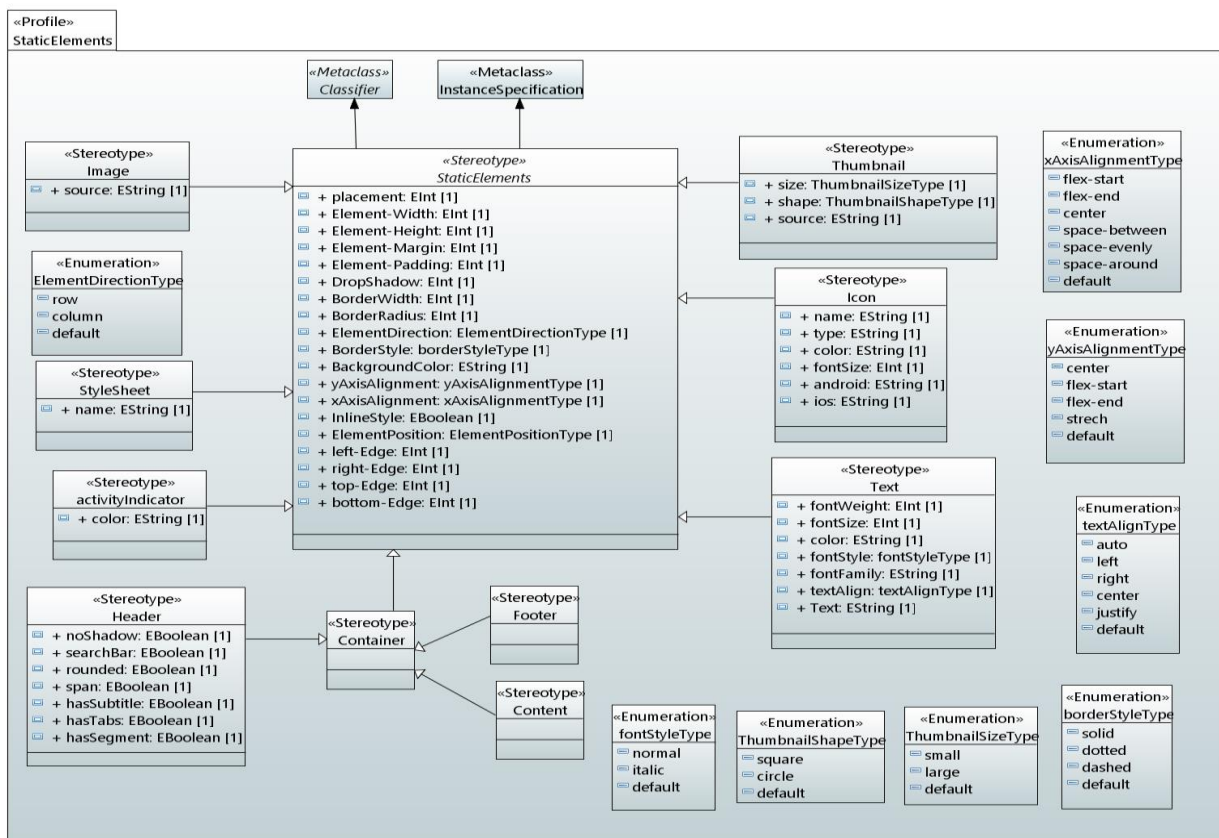 «Profile»
StaticElements
«Metaclass»
Classifier
«Metaclass»
InstanceSpecification
«Stereotype»
Image
+ source: EString [1]
«Enumeration»
ElementDirectionType
row
column
default
«Stereotype»
StyleSheet
+ name: EString [1]
«Stereotype»
activityIndicator
+ color: EString [1]
«Stereotype»
Header
+ noShadow: EBoolean [1]
+ searchBar: EBoolean [1]
+ rounded: EBoolean [1]
+ span: EBoolean [1]
+ hasSubtitle: EBoolean [1]
+ hasTabs: EBoolean [1]
+ hasSegment: EBoolean [1]
«Stereotype»
StaticElements
+ placement: EInt [1]
+ Element-Width: EInt [1]
+ Element-Height: EInt [1]
+ Element-Margin: EInt [1]
+ Element-Padding: EInt [1]
+ DropShadow: EInt [1]
+ BorderWidth: EInt [1]
+ BorderRadius: EInt [1]
+ ElementDirection: ElementDirectionType [1]
+ BorderStyle: borderStyleType [1]
+ BackgroundColor: EString [1]
+ yAxisAlignment: yAxisAlignmentType [1]
+ xAxisAlignment: xAxisAlignmentType [1]
+ InlineStyle: EBoolean [1]
+ ElementPosition: ElementPositionType [1]
+ left-Edge: EInt [1]
+ right-Edge: EInt [1]
+ top-Edge: EInt [1]
+ bottom-Edge: EInt [1]
«Stereotype»
Container
«Stereotype»
Footer
«Stereotype»
Content
«Stereotype»
Thumbnail
+ size: ThumbnailSizeType [1]
+ shape: ThumbnailShapeType [1]
+ source: EString [1]
«Stereotype»
Icon
+ name: EString [1]
+ type: EString [1]
+ color: EString [1]
+ fontSize: EInt [1]
+ android: EString [1]
+ ios: EString [1]
«Stereotype»
Text
+ fontWeight: EInt [1]
+ fontSize: EInt [1]
+ color: EString [1]
+ fontStyle: fontStyleType [1]
+ fontFamily: EString [1]
+ textAlign: textAlignType [1]
+ Text: EString [1]
«Enumeration»
xAxisAlignmentType
flex-start
flex-end
center
space-between
space-evenly
space-around
default
«Enumeration»
yAxisAlignmentType
center
flex-start
flex-end
strech
default
«Enumeration»
textAlignType
auto
left
right
center
justify
default
«Enumeration»
fontStyleType
normal
italic
default
«Enumeration»
ThumbnailShapeType
square
circle
default
«Enumeration»
ThumbnailSizeType
small
large
default
«Enumeration»
borderStyleType
solid
dotted
dashed
default